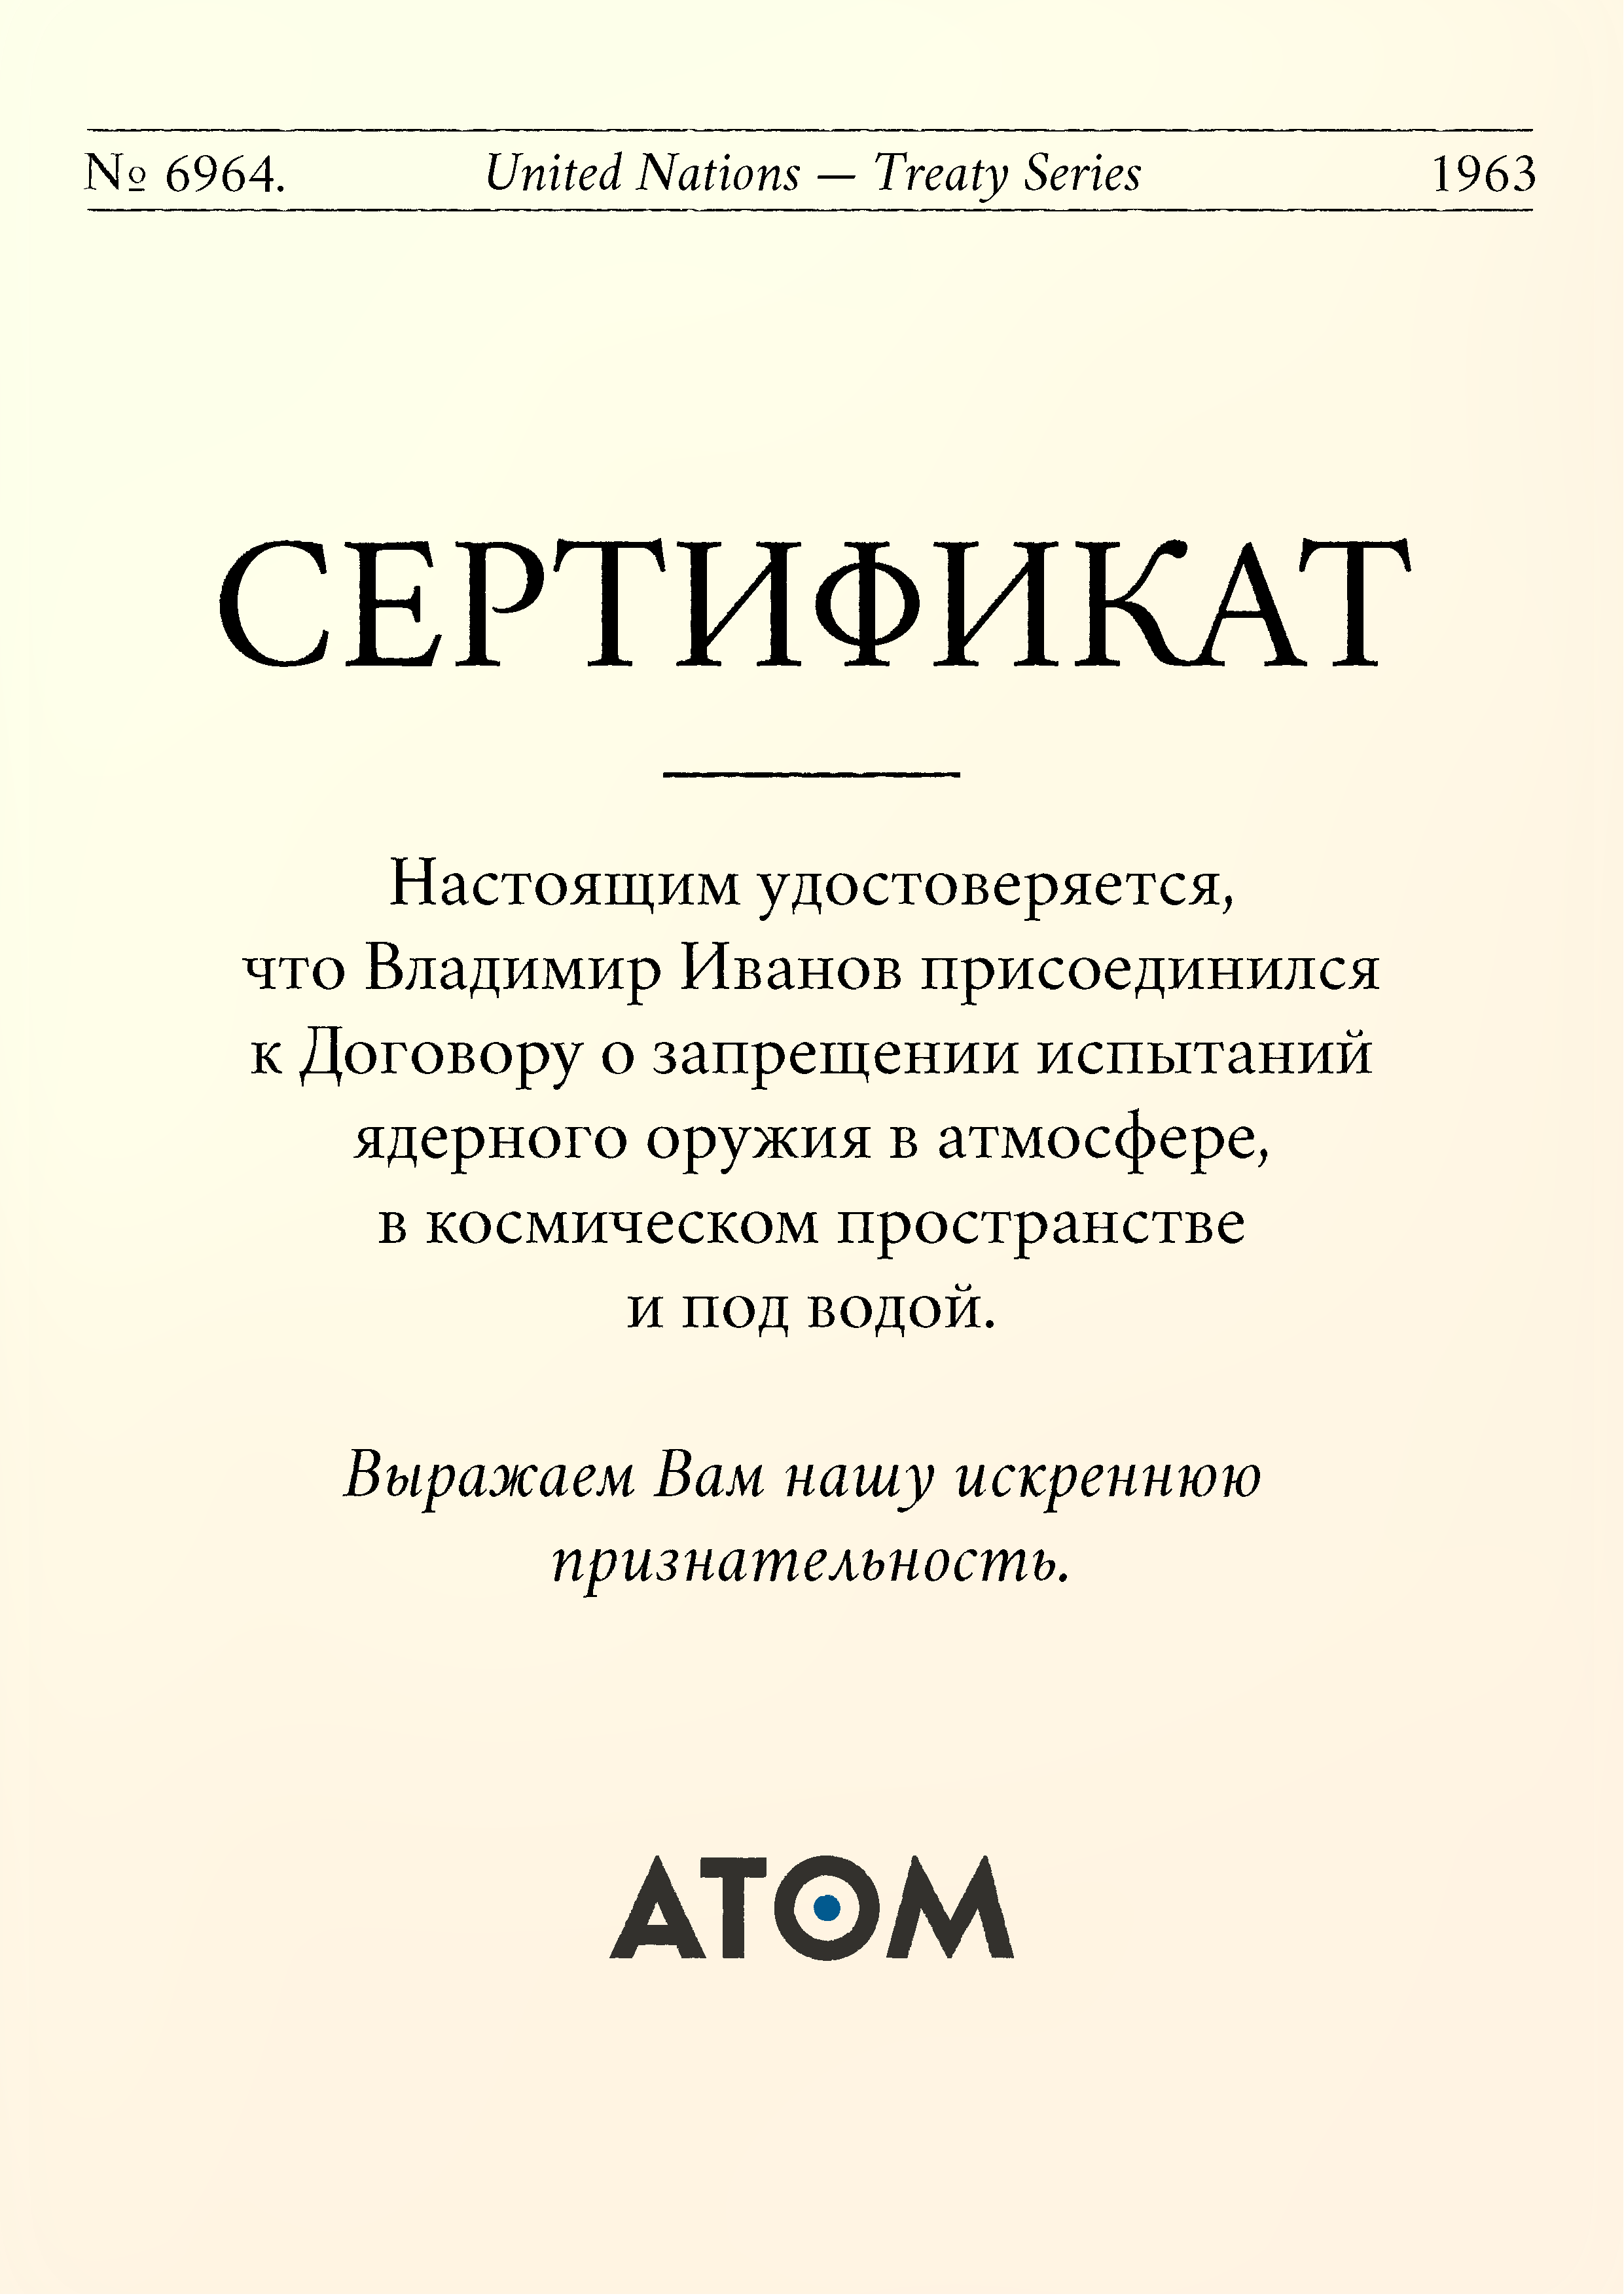 № 6964. United Nations — Treaty Series 1963
СЕРТИФИКАТ
Настоящим удостоверяется,
что Владимир Иванов присоединился
к Договору о запрещении испытаний
ядерного оружия в атмосфере,
в космическом пространстве
и под водой.
Выражаем Вам нашу искреннюю
признательность.
АТОМ